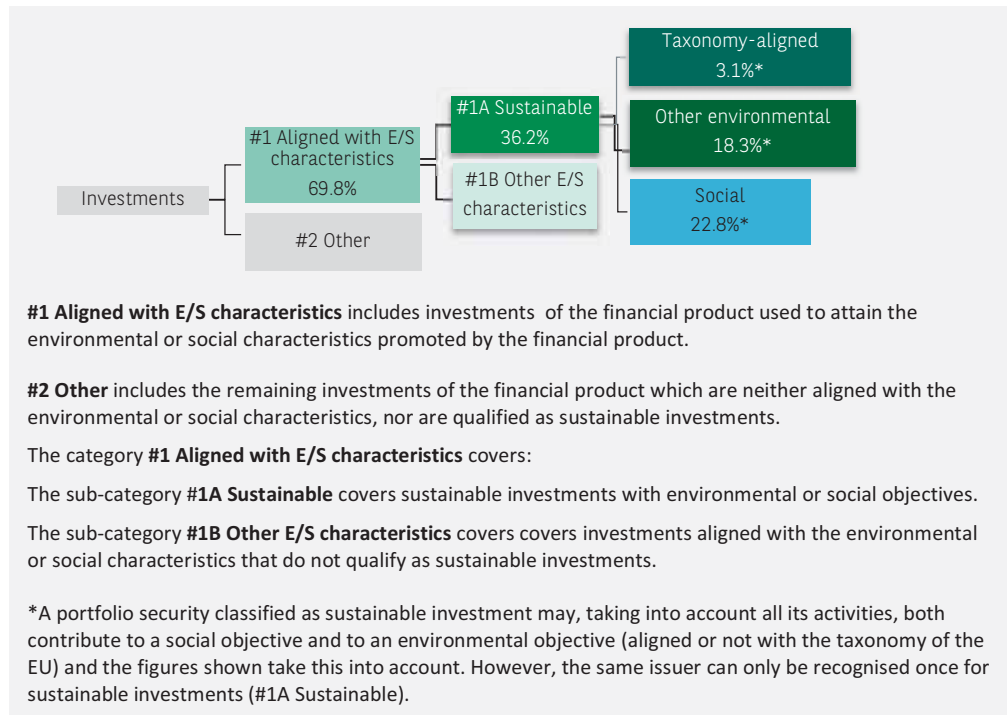 Taxonomy-aligned
3.1%*
#1A Sustainable
36.2%
Other environmental
18.3%*
#1 Aligned with E/S
characteristics
69.8%
#1B Other E/S
characteristics
Investments
Social
22.8%*
#2 Other
#1 Aligned with E/S characteristics includes investments of the financial product used to attain the
environmental or social characteristics promoted by the financial product.
#2 Other includes the remaining investments of the financial product which are neither aligned with the
environmental or social characteristics, nor are qualified as sustainable investments.
The category #1 Aligned with E/S characteristics covers:
The sub-category #1A Sustainable covers sustainable investments with environmental or social objectives.
The sub-category #1B Other E/S characteristics covers covers investments aligned with the environmental
or social characteristics that do not qualify as sustainable investments.
*A portfolio security classified as sustainable investment may, taking into account all its activities, both
contribute to a social objective and to an environmental objective (aligned or not with the taxonomy of the
EU) and the figures shown take this into account. However, the same issuer can only be recognised once for
sustainable investments (#1A Sustainable).